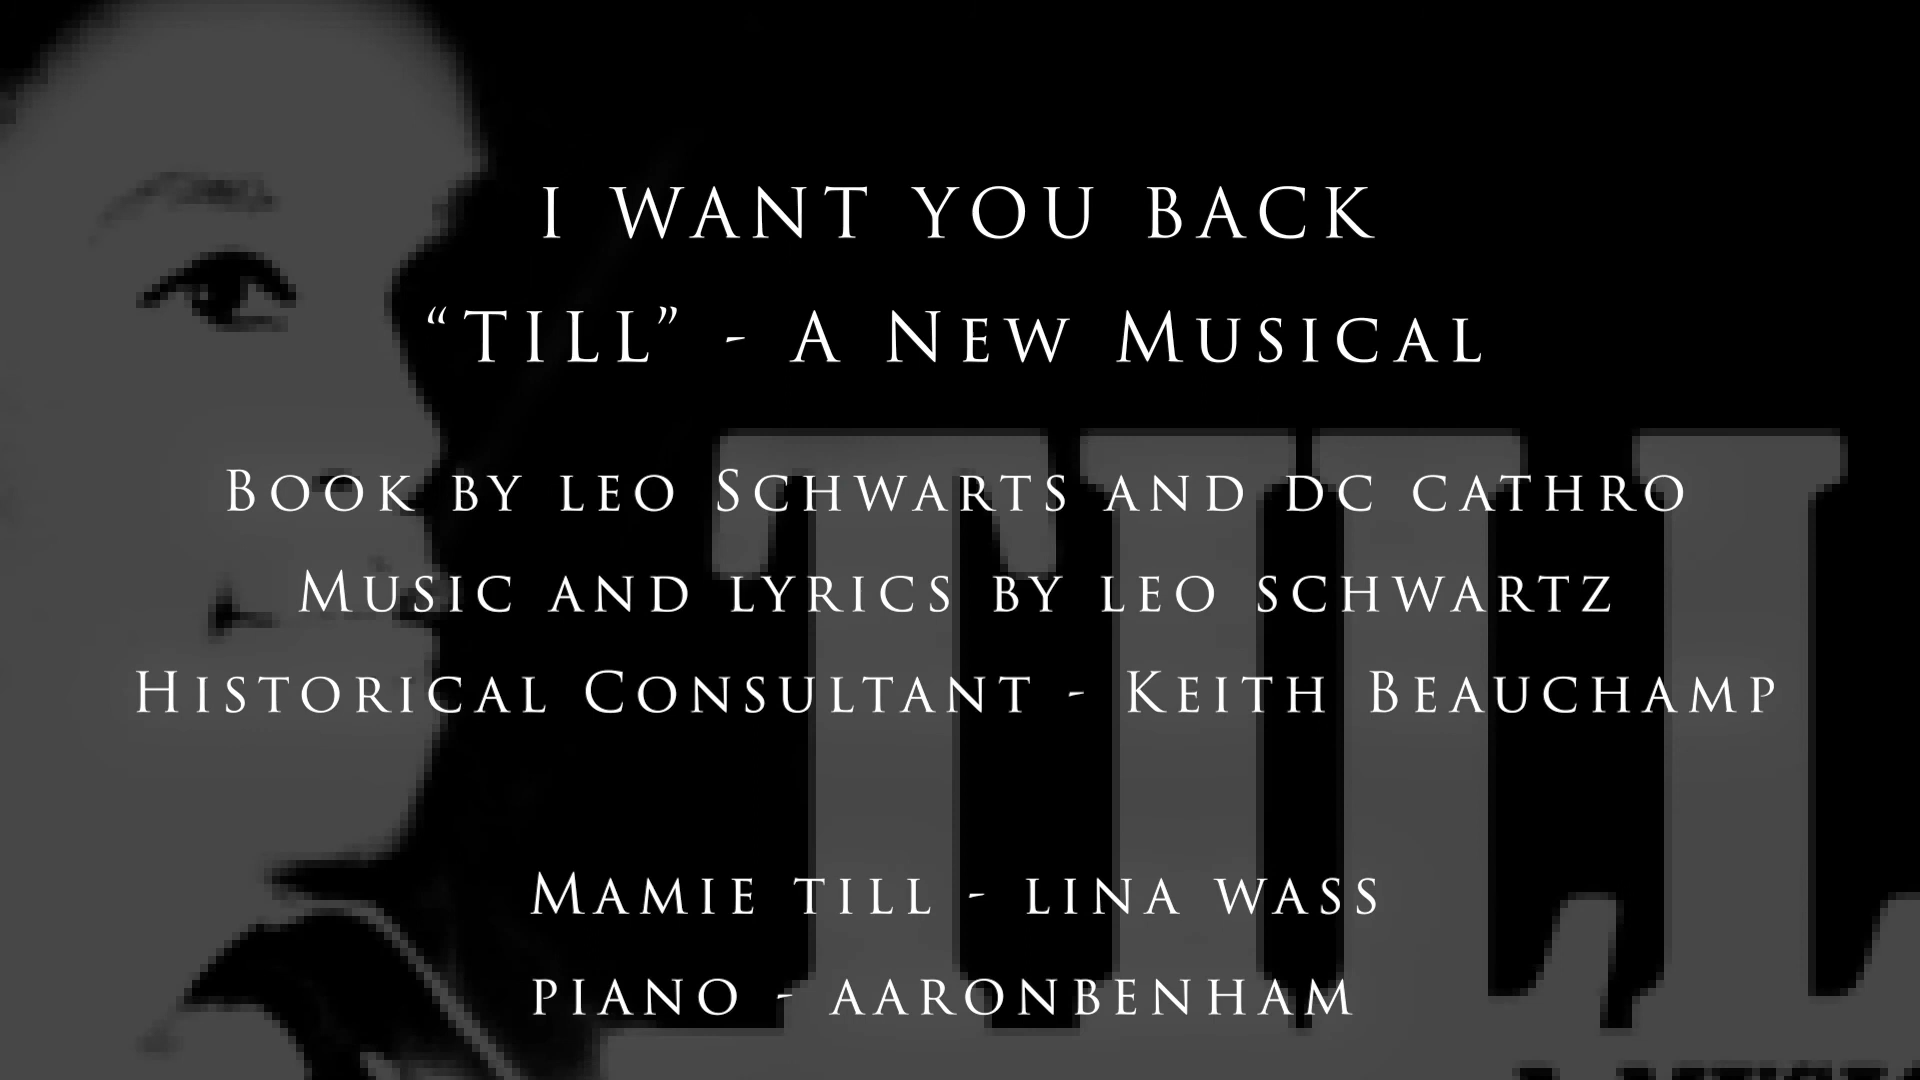 I WANT YOU BACK
“TILL” - A NEW MUSICAL
BOOK BY LEO SCHWARTS AND DC CATHRO
MUSIC AND LYRICS BY LEO SCHWARTZ
HISTORICAL CONSULTANT - KEITH BEAUCHAMP
TILL
MAMIE TILL - LINA WASS
PIANO - AARONBENHAM